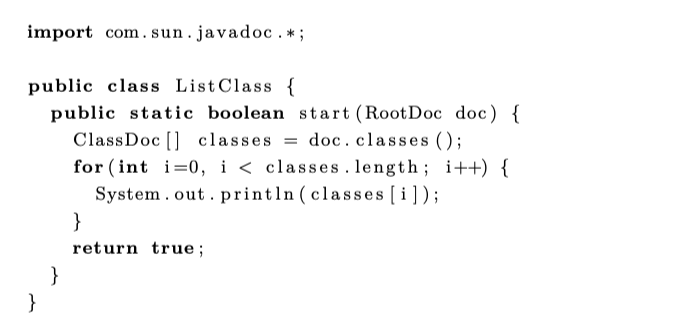 import com.sun.javadoc.*;

public class ListClass {
  public static boolean start(RootDoc doc) {
    ClassDoc[] classes = doc.classes();
    for(int i=0, i < classes.length; i++) {
      System.out.println(classes[i]);
    }
    return true;
  }
}